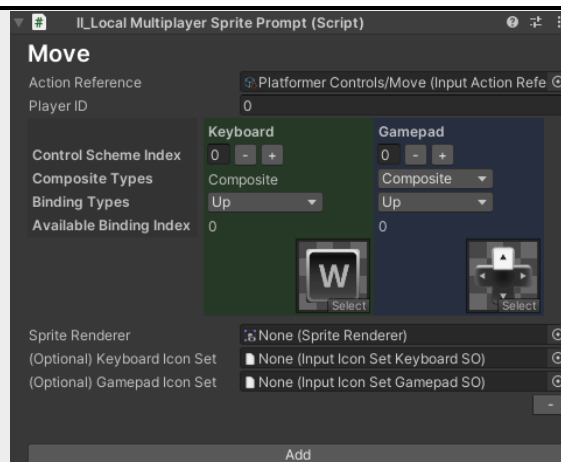 # II_Local Multiplayer Sprite Prompt (Script)
Move
Action Reference Platformer Controls/Move (Input Action Refe
Player ID 0
Keyboard Gamepad
Control Scheme Index 0 - + 0 - +
Composite Types Composite Composite
Binding Types Up Up
Available Binding Index 0 0
W
Select Select
Sprite Renderer None (Sprite Renderer)
(Optional) Keyboard Icon Set None (Input Icon Set Keyboard SO)
(Optional) Gamepad Icon Set None (Input Icon Set Gamepad SO)
-
Add